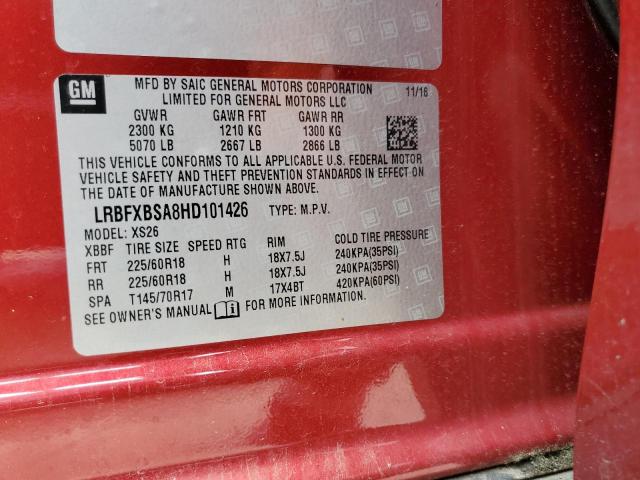 GM
MFD BY SAIC GENERAL MOTORS CORPORATION
LIMITED FOR GENERAL MOTORS LLC
11/16
GVWR GAWR FRT GAWR RR
2300 KG 1210 KG 1300 KG
5070 LB 2667 LB 2866 LB
THIS VEHICLE CONFORMS TO ALL APPLICABLE U.S. FEDERAL MOTOR
VEHICLE SAFETY AND THEFT PREVENTION STANDARDS IN EFFECT ON
THE DATE OF MANUFACTURE SHOWN ABOVE.
LRBFXBSA8HD101426 TYPE: M.P.V.
MODEL: XS26
XBBF TIRE SIZE SPEED RTG RIM COLD TIRE PRESSURE
FRT 225/60R18 H 18X7.5J 240KPA(35PSI)
RR 225/60R18 H 18X7.5J 240KPA(35PSI)
SPA T145/70R17 M 17X4BT 420KPA(60PSI)
SEE OWNER'S MANUAL FOR MORE INFORMATION.